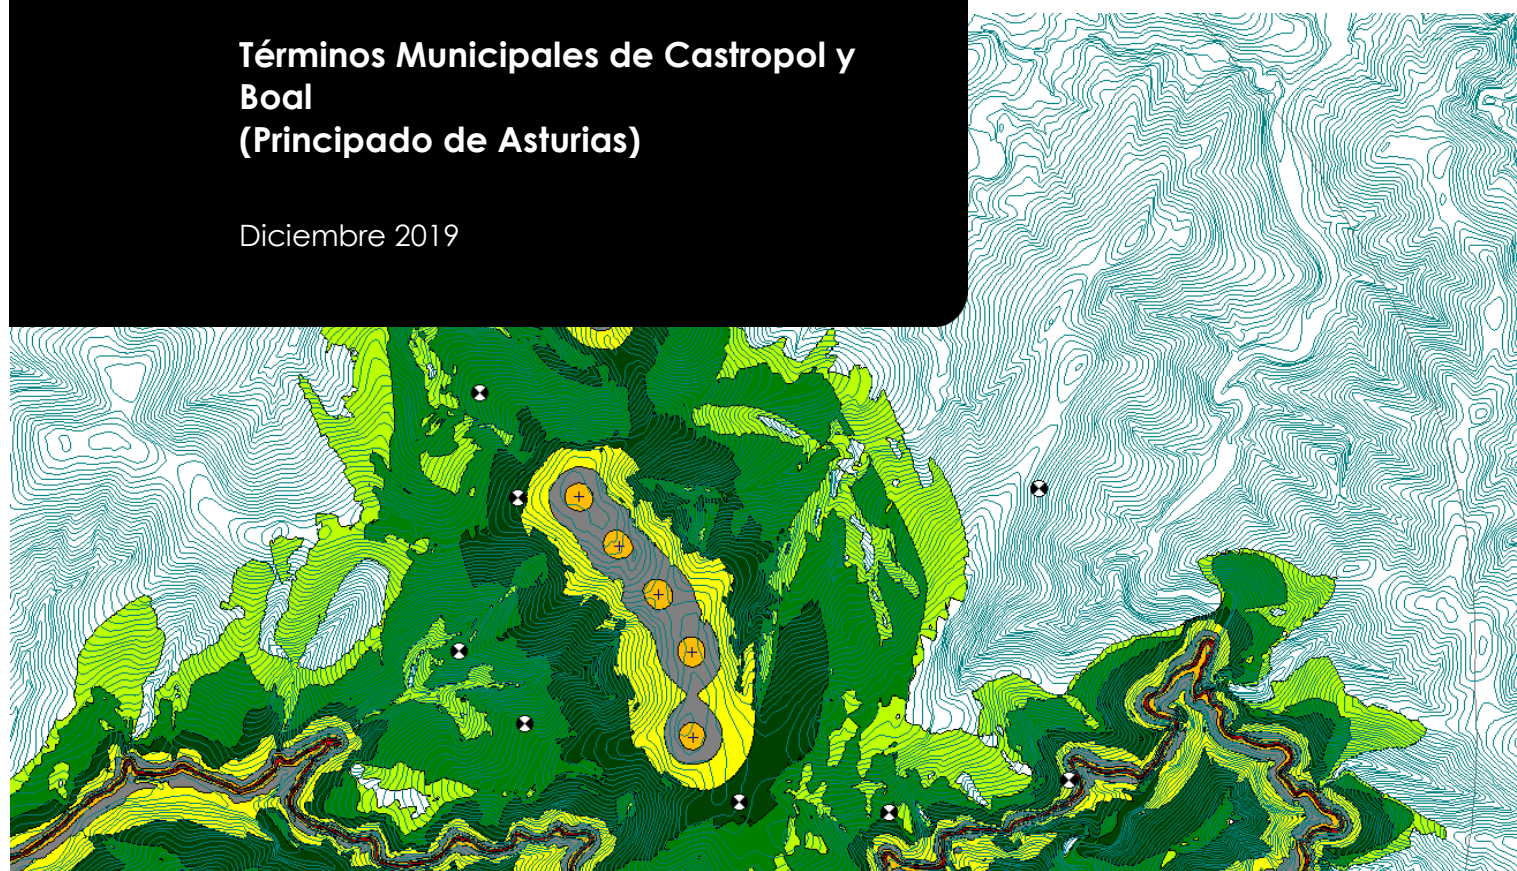 Términos Municipales de Castropol y
Boal
(Principado de Asturias)
Diciembre 2019